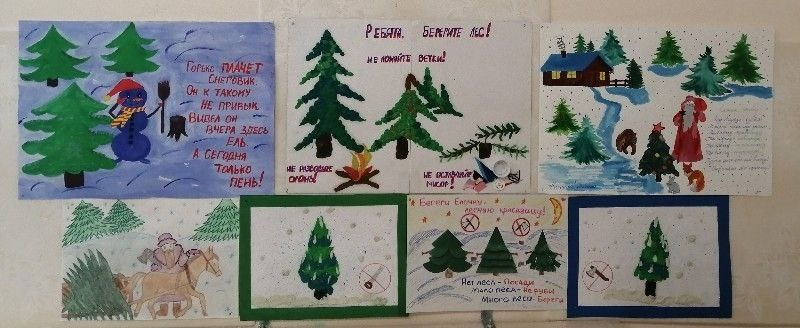 Горько ПЛАЧЕТ
СНЕГОВИК.
Он к такому
НЕ ПРИВЫК.
ВИДЕЛ ОН
ВЧЕРА ЗДЕСЬ
ЕЛЬ.
А СЕГОДНЯ
ТОЛЬКО
ПЕНЬ!
РЕБЯТА, БЕРЕГИТЕ ЛЕС!
НЕ ЛОМАЙТЕ ВЕТКИ!
НЕ РАЗВОДИТЕ
ОГОНЬ!
НЕ ОСТАВЛЯЙТЕ
МУСОР!
Береги Ёлочку,
лесную красавицу!
Нет леса - Посади
Мало леса - Не руби
Много леса - Береги